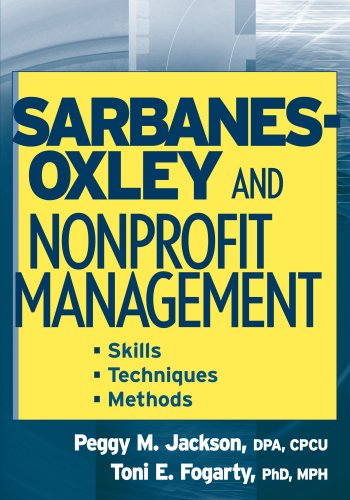 SARBANES-
OXLEY AND
NONPROFIT
MANAGEMENT
▪ Skills
▪ Techniques
▪ Methods
Peggy M. Jackson, DPA, CPCU
Toni E. Fogarty, PhD, MPH